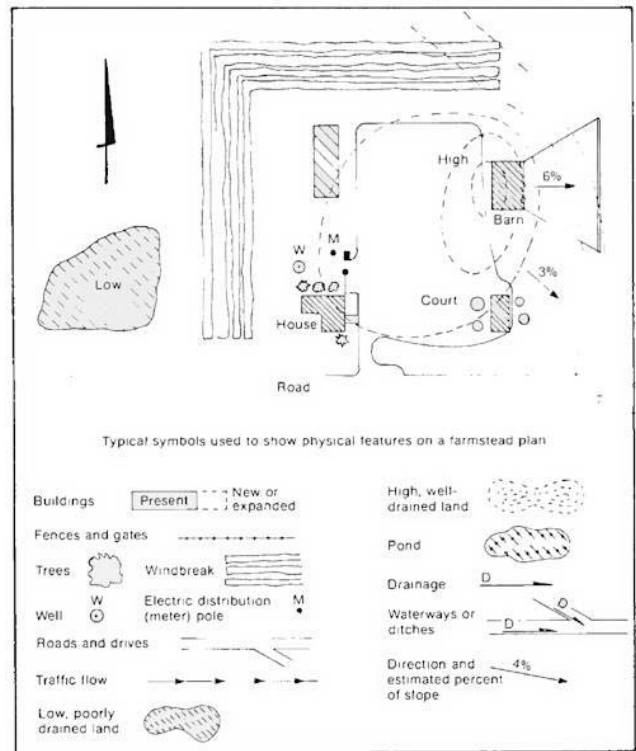 High
6%
Barn
M
W
3%
Low
Court
House
Road
Typical symbols used to show physical features on a farmstead plan
Buildings
Present
New or
expanded
Fences and gates
Trees
Windbreak
W
Well
Electric distribution
(meter) pole
M
Roads and drives
Traffic flow
Low, poorly
drained land
High, well-
drained land
Pond
Drainage
D
Waterways or
ditches
D
D
Direction and
estimated percent
of slope
4%